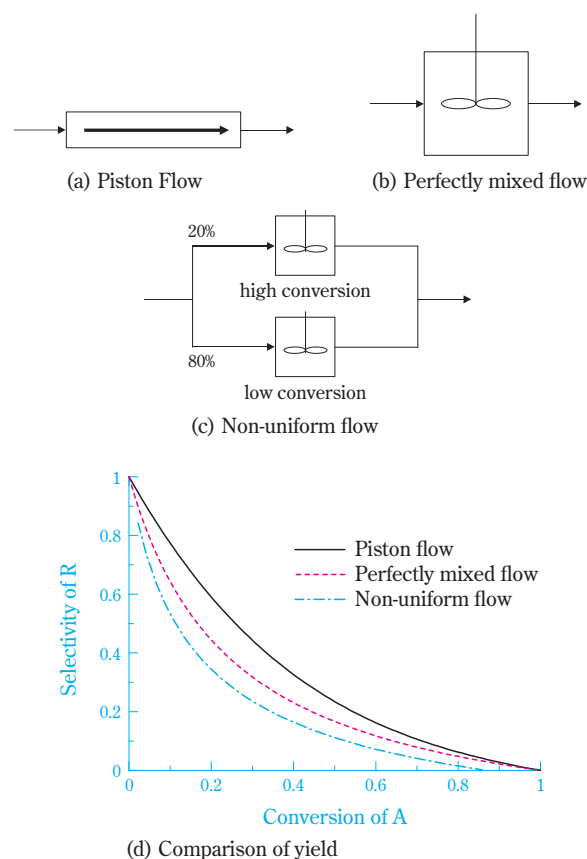 (a) Piston Flow
(b) Perfectly mixed flow
20%
high conversion
80%
low conversion
(c) Non-uniform flow
1
0.8
0.6
0.4
0.2
0
Selectivity of R
Piston flow
Perfectly mixed flow
Non-uniform flow
0 0.2 0.4 0.6 0.8 1
Conversion of A
(d) Comparison of yield